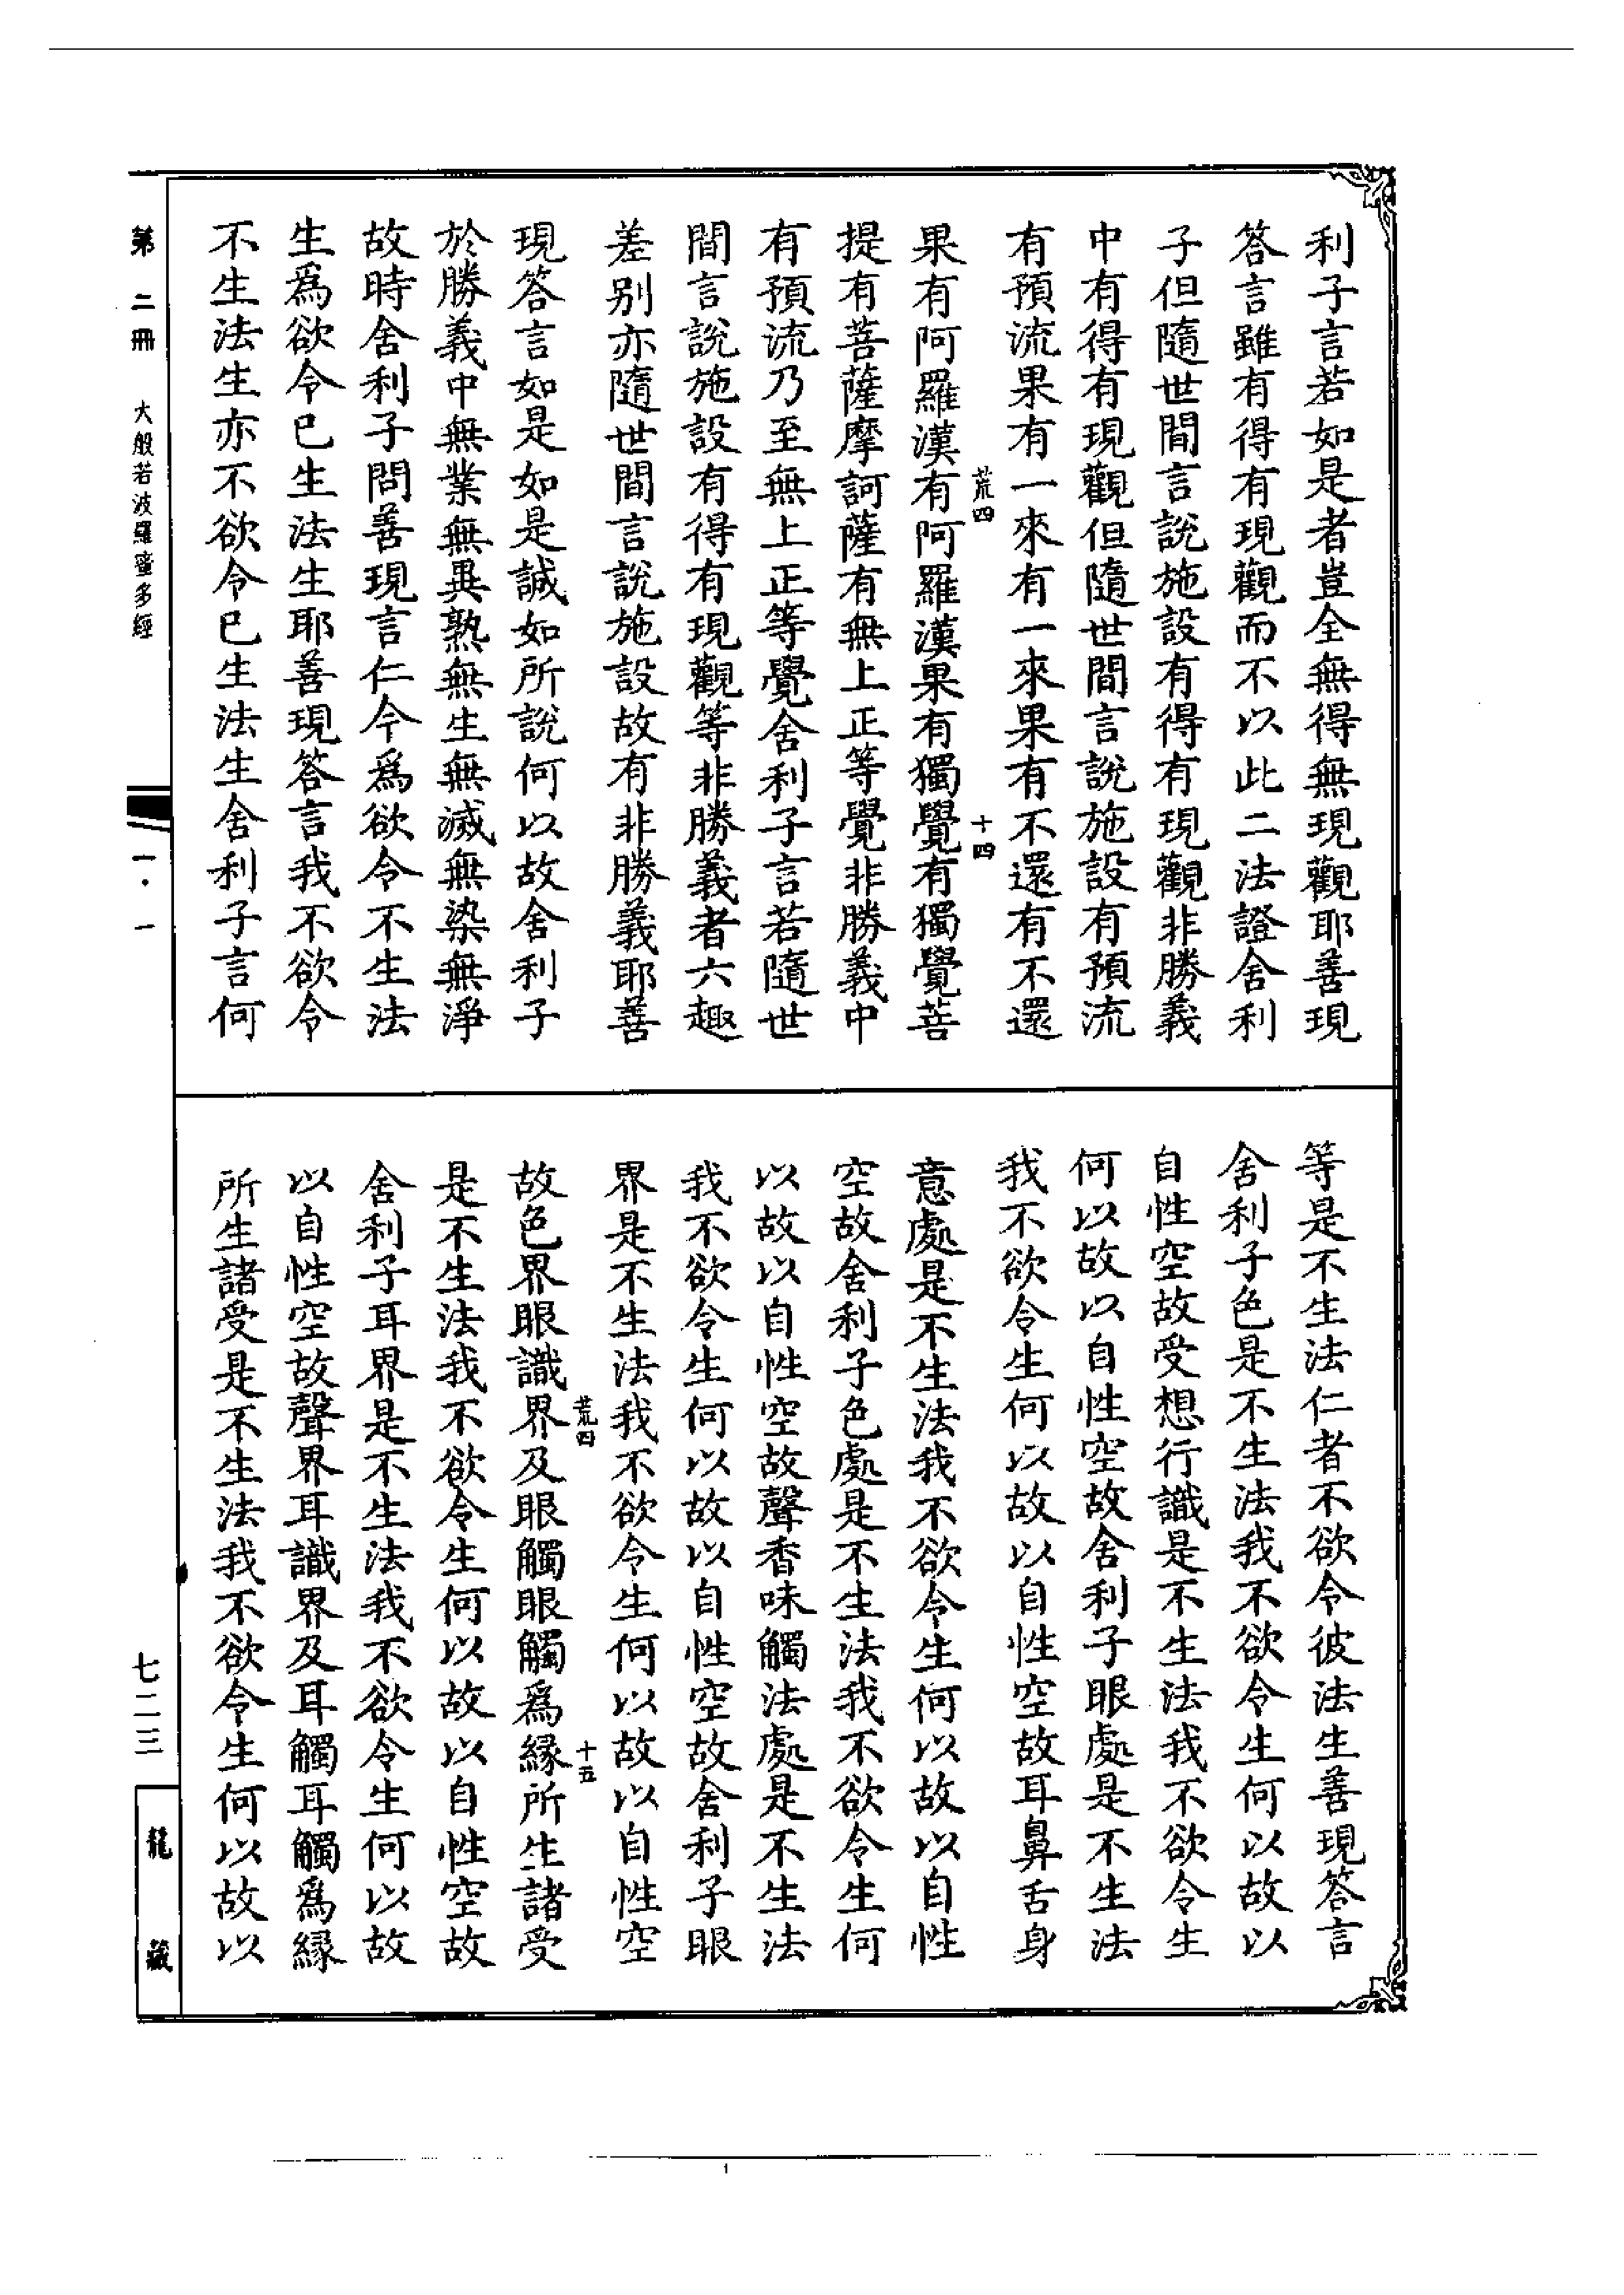 利子言若如是者豈全無得無現觀耶善現
答言雖有得有現觀而不以此二法證舍利
子但隨世間言說施設有得有現觀非勝義
中有得有現觀但隨世間言說施設有預流
有預流果有一來有一來果有不還有不還
荒四
十四
果有阿羅漢有阿羅漢果有獨覺有獨覺菩
提有菩薩摩訶薩有無上正等覺非勝義中
有預流乃至無上正等覺舍利子言若隨世
間言說施設有得有現觀等非勝義者六趣
差別亦隨世間言說施設故有非勝義耶善
現答言如是如是誠如所說何以故舍利子
於勝義中無業無異熟無生無滅無染無淨
故時舍利子問善現言仁今為欲令不生法
生為欲令已生法生耶善現答言我不欲令
不生法生亦不欲令已生法生舍利子言何
等是不生法仁者不欲令彼法生善現答言
舍利子色是不生法我不欲令生何以故以
自性空故受想行識是不生法我不欲令生
何以故以自性空故舍利子眼處是不生法
我不欲令生何以故以自性空故耳鼻舌身
意處是不生法我不欲令生何以故以自性
空故舍利子色處是不生法我不欲令生何
以故以自性空故聲香味觸法處是不生法
我不欲令生何以故以自性空故舍利子眼
界是不生法我不欲令生何以故以自性空
荒四
十五
故色界眼識界及眼觸眼觸為緣所生諸受
是不生法我不欲令生何以故以自性空故
舍利子耳界是不生法我不欲令生何以故
以自性空故聲界耳識界及耳觸耳觸為緣
所生諸受是不生法我不欲令生何以故以
第二冊 大般若波羅蜜多經
一·一
七二三
龍藏
1